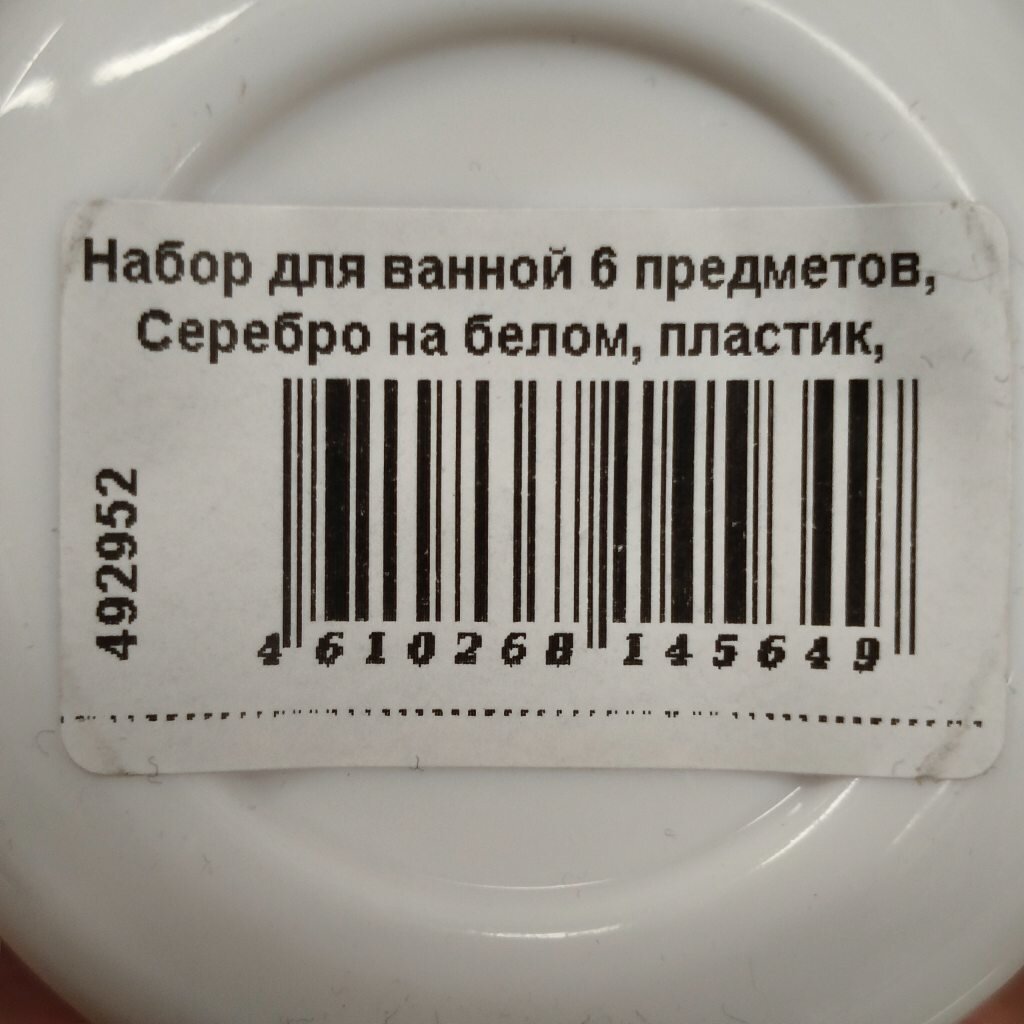 Набор для ванной 6 предметов,
Серебро на белом, пластик,
492952
4 610268 145649